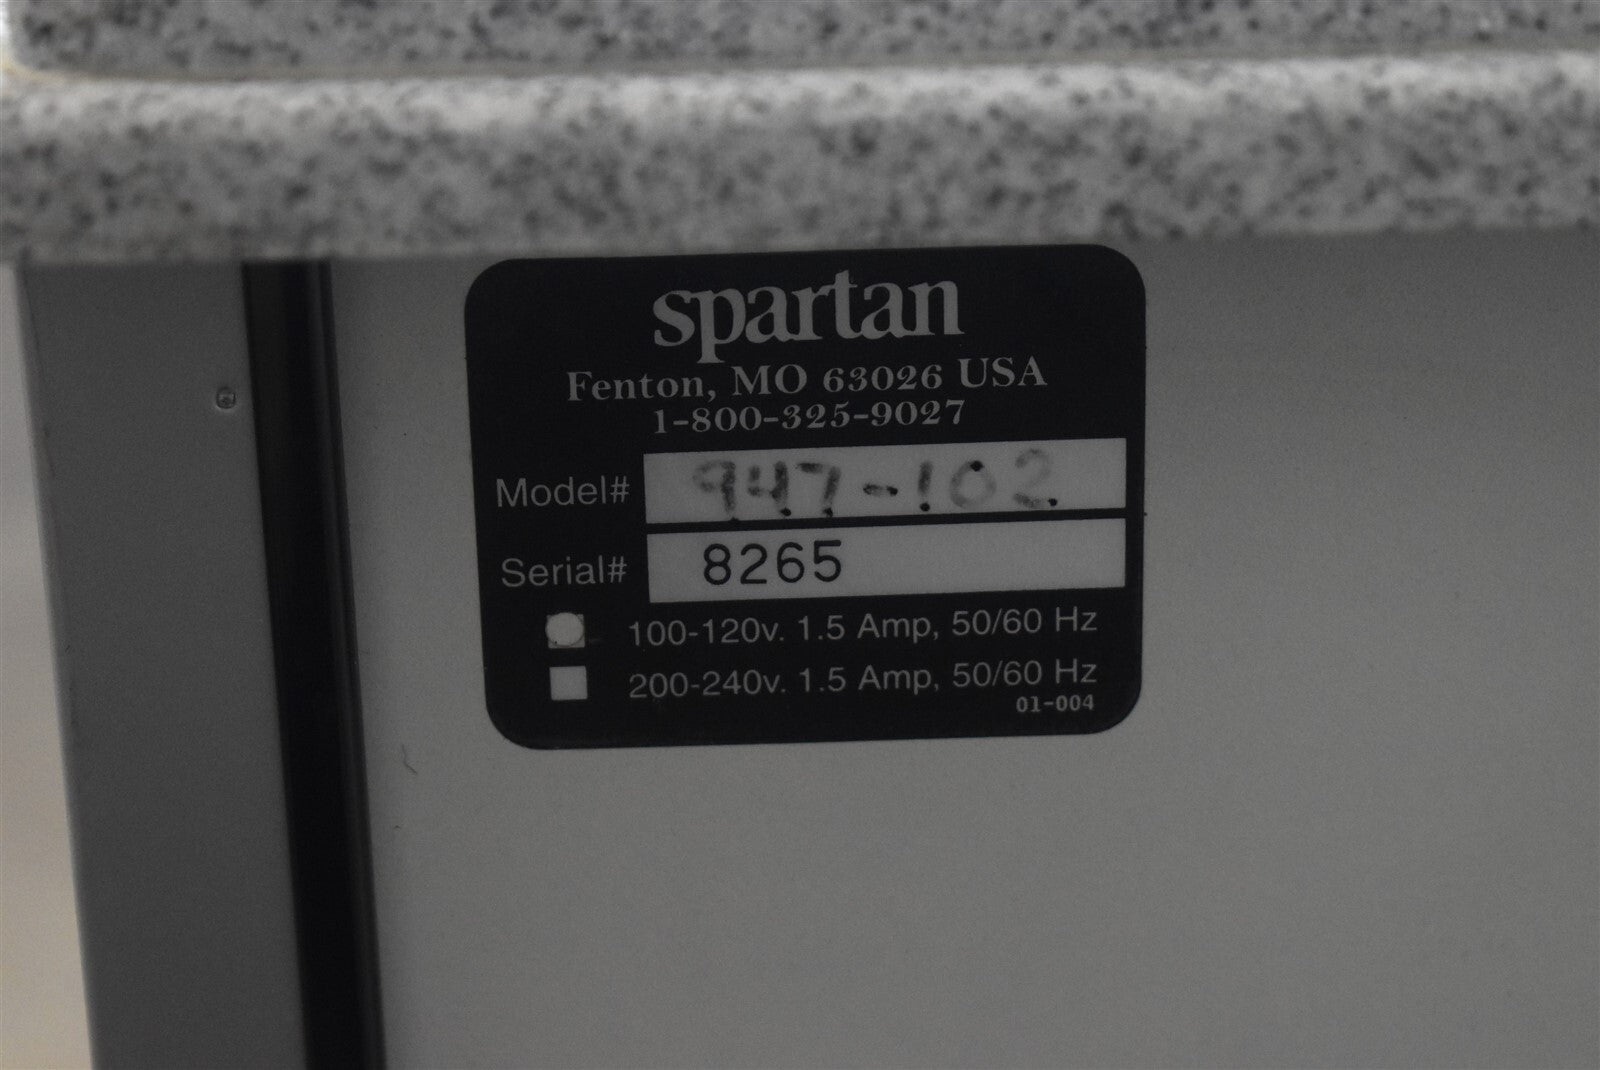 spartan
Fenton, MO 63026 USA
1-800-325-9027
Model# 947-102
Serial# 8265
100-120v. 1.5 Amp, 50/60 Hz
200-240v. 1.5 Amp, 50/60 Hz
01-004